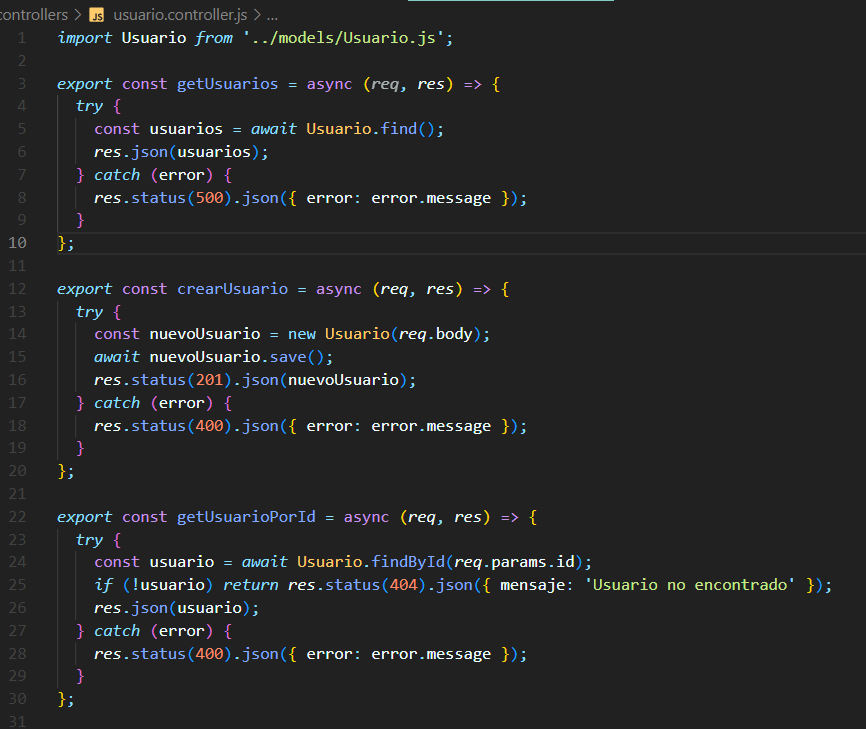 controllers > JS usuario.controller.js > ...
1 import Usuario from '../models/Usuario.js';
2
3 export const getUsuarios = async (req, res) => {
4   try {
5     const usuarios = await Usuario.find();
6     res.json(usuarios);
7   } catch (error) {
8     res.status(500).json({ error: error.message });
9   }
10 };
11
12 export const crearUsuario = async (req, res) => {
13   try {
14     const nuevoUsuario = new Usuario(req.body);
15     await nuevoUsuario.save();
16     res.status(201).json(nuevoUsuario);
17   } catch (error) {
18     res.status(400).json({ error: error.message });
19   }
20 };
21
22 export const getUsuarioPorId = async (req, res) => {
23   try {
24     const usuario = await Usuario.findById(req.params.id);
25     if (!usuario) return res.status(404).json({ mensaje: 'Usuario no encontrado' });
26     res.json(usuario);
27   } catch (error) {
28     res.status(400).json({ error: error.message });
29   }
30 };
31